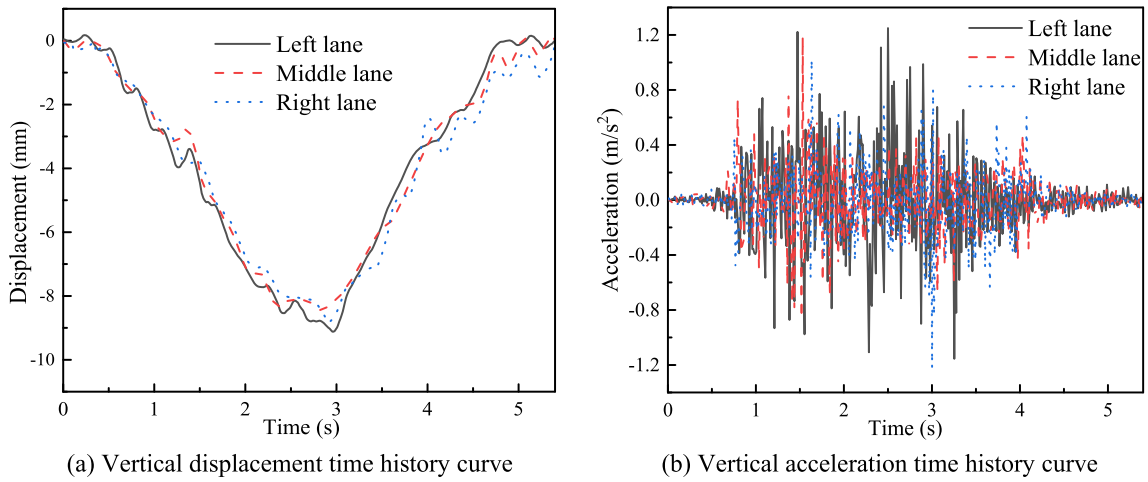 0
-2
-4
-6
-8
-10
Displacement (mm)
Left lane
Middle lane
Right lane
0 1 2 3 4 5
Time (s)
(a) Vertical displacement time history curve
1.2
0.8
0.4
0.0
-0.4
-0.8
-1.2
Acceleration (m/s²)
Left lane
Middle lane
Right lane
0 1 2 3 4 5
Time (s)
(b) Vertical acceleration time history curve